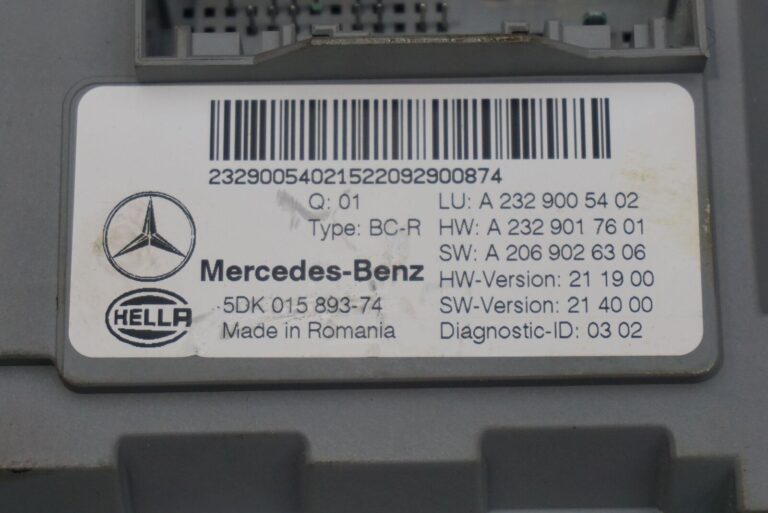 23290054021522092900874
Q: 01
Type: BC-R
LU: A 232 900 54 02
HW: A 232 901 76 01
SW: A 206 902 63 06
Mercedes-Benz
HW-Version: 21 19 00
HELLA
5DK 015 893-74
SW-Version: 21 40 00
Made in Romania
Diagnostic-ID: 03 02